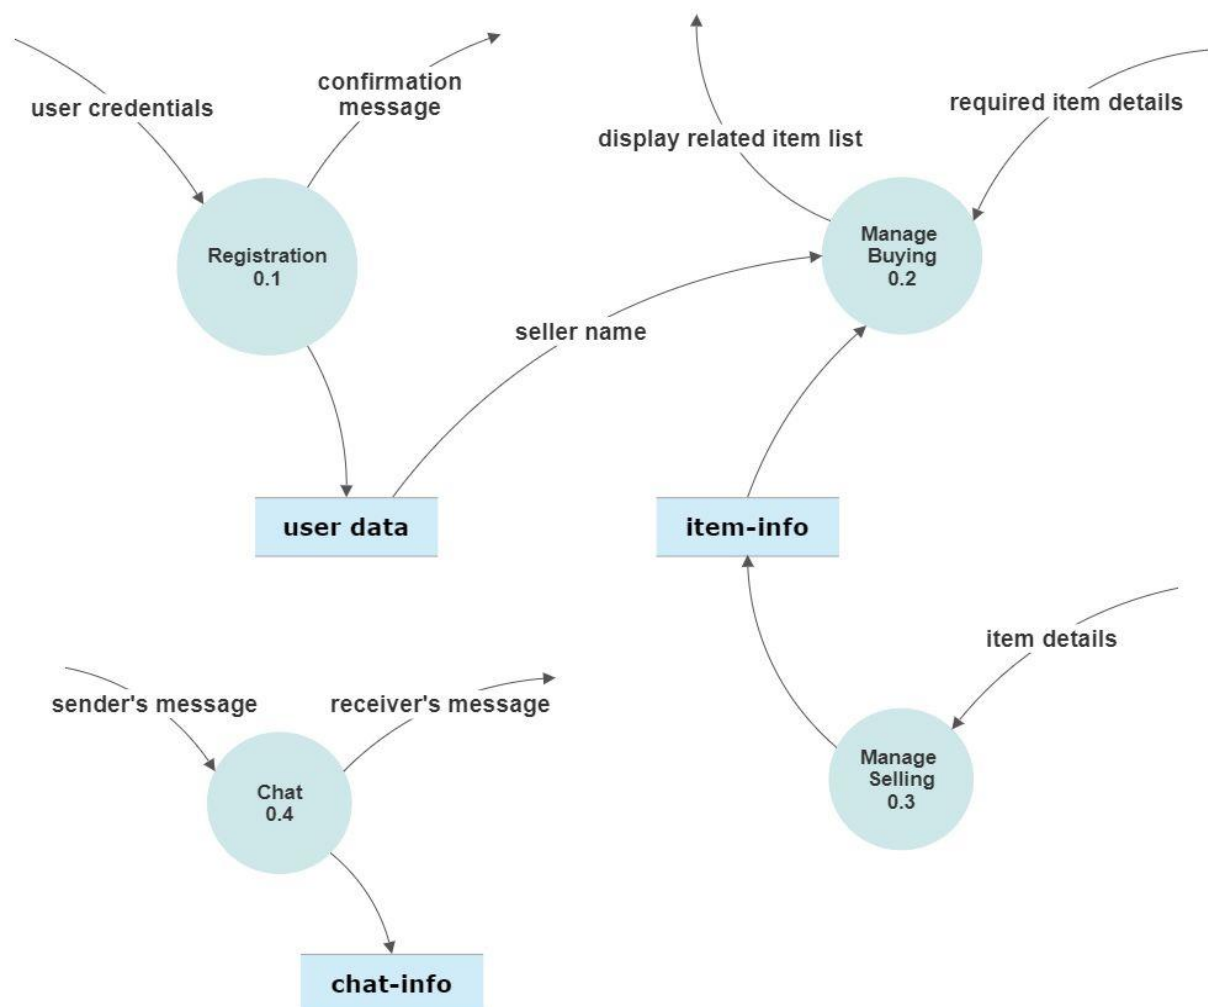 user credentials
confirmation
message
display related item list
required item details
Registration
0.1
Manage
Buying
0.2
seller name
user data
item-info
item details
sender's message
receiver's message
Chat
0.4
Manage
Selling
0.3
chat-info